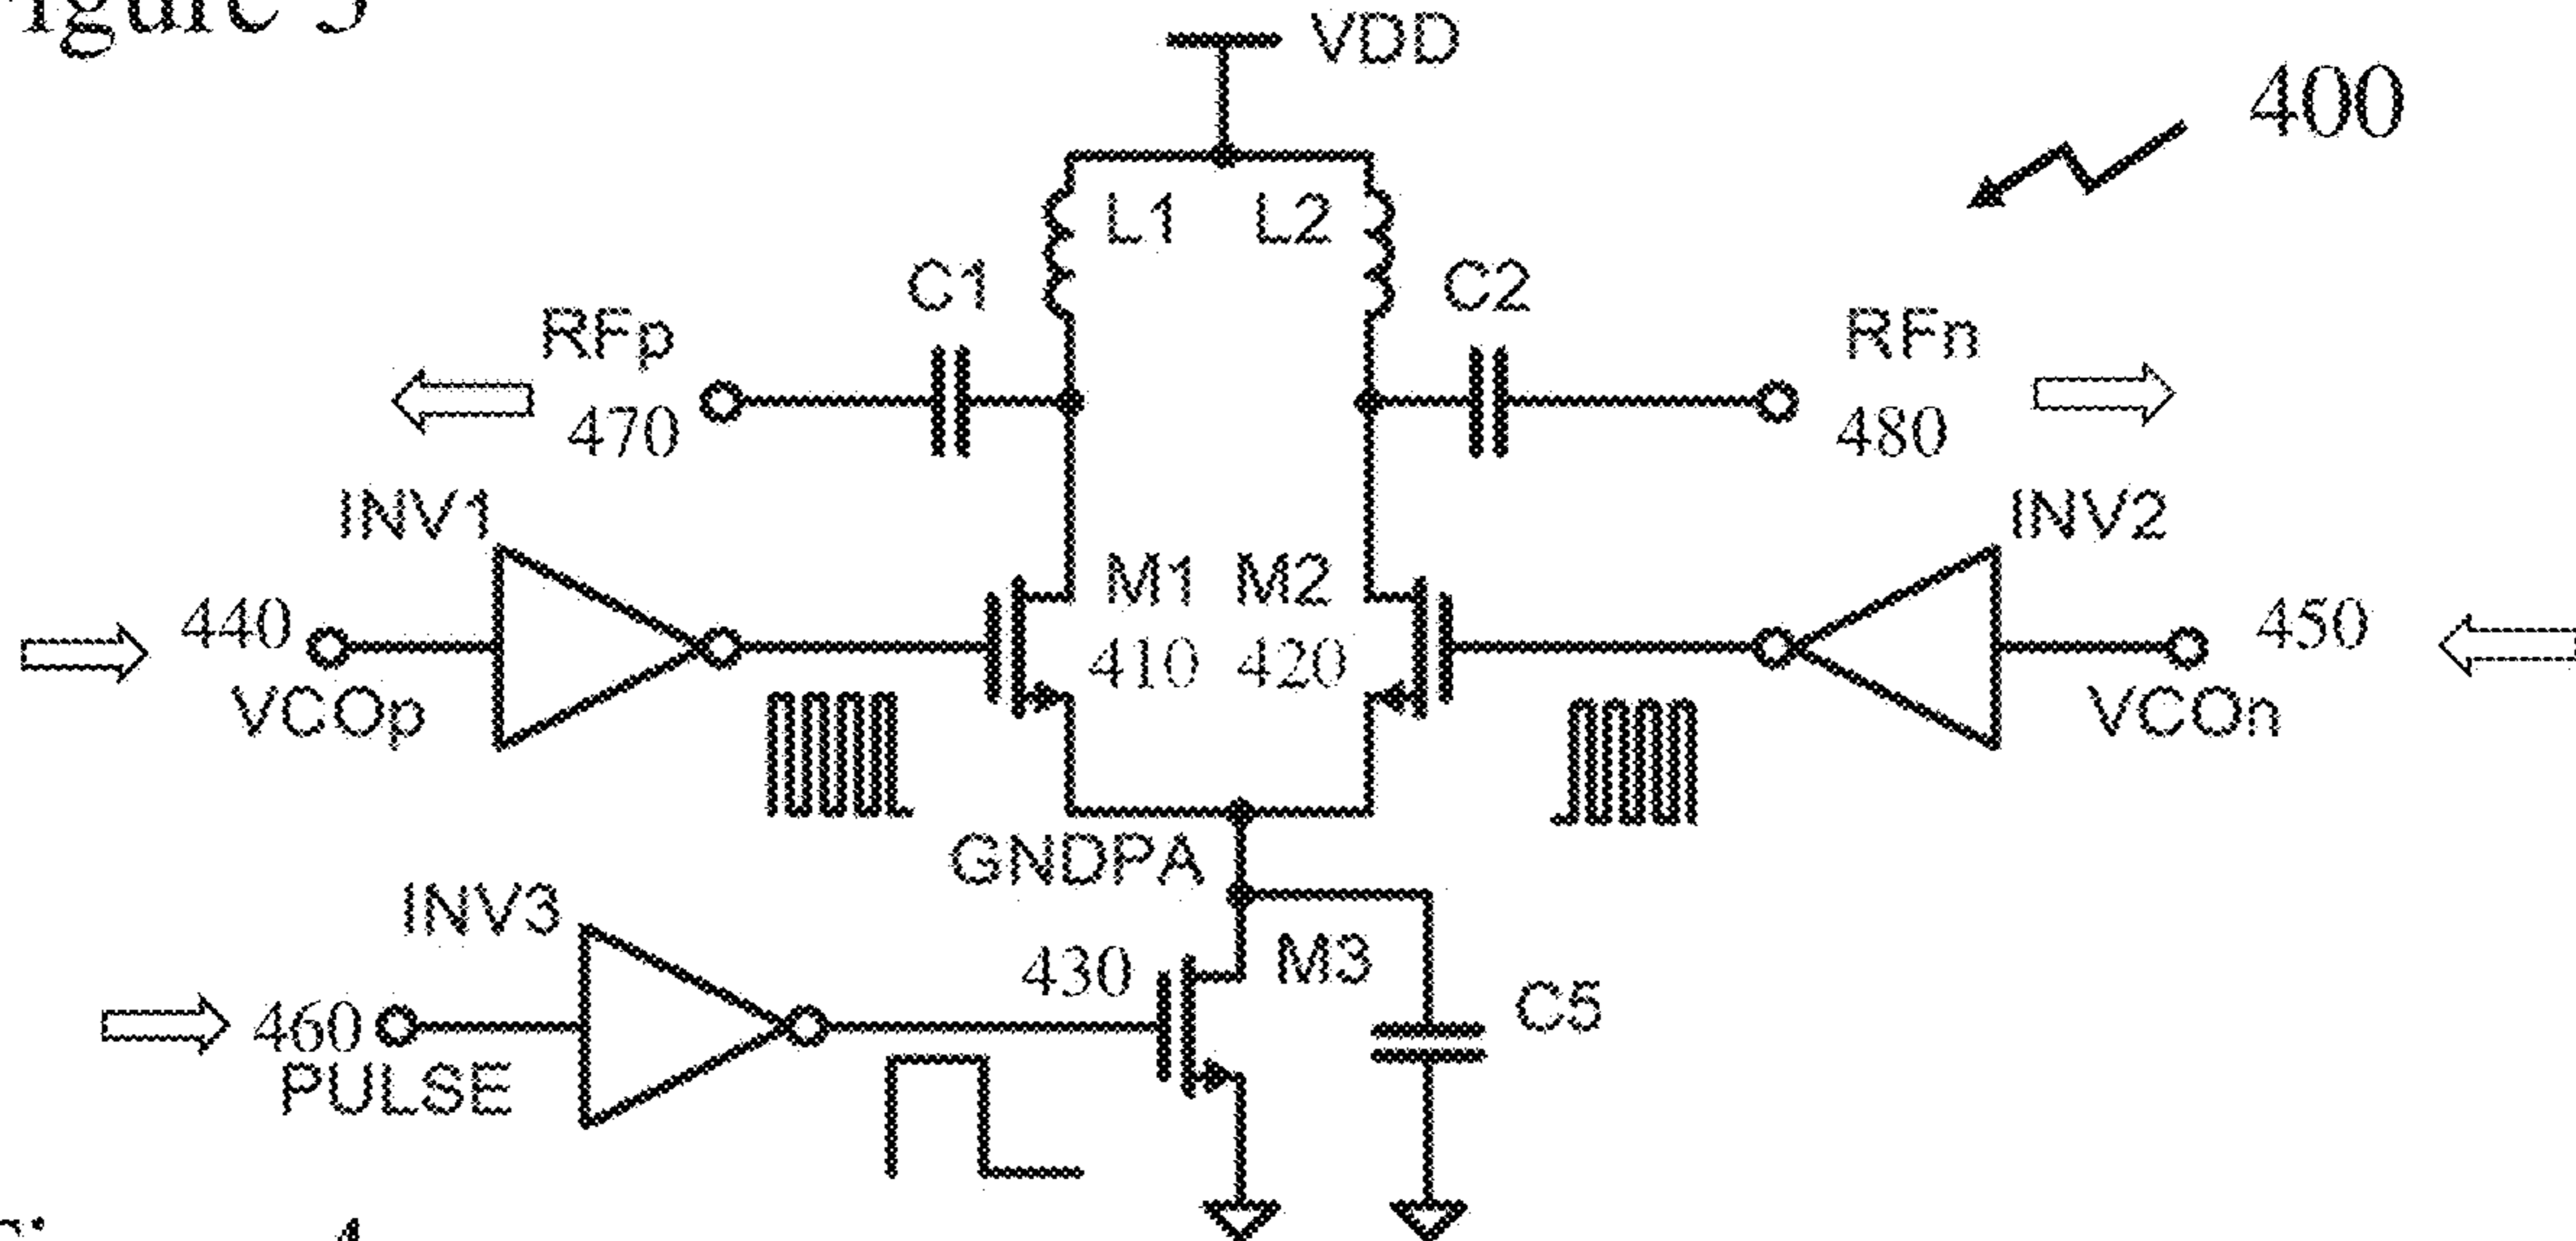 VDD
400
L1 L2
C1 C2
RFp RFn
470 480
INV1 INV2
M1 M2
440 410 420 450
VCOp VCOn
GNDPA
INV3
430 M3
C5
460
PULSE